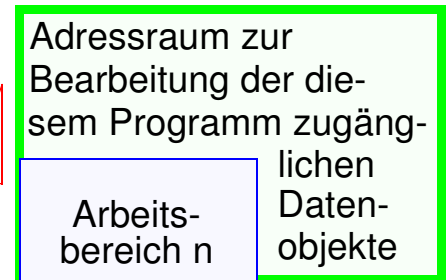 Adressraum zur
Bearbeitung der die-
sem Programm zugäng-
lichen
Daten-
objekte
Arbeits-
bereich n